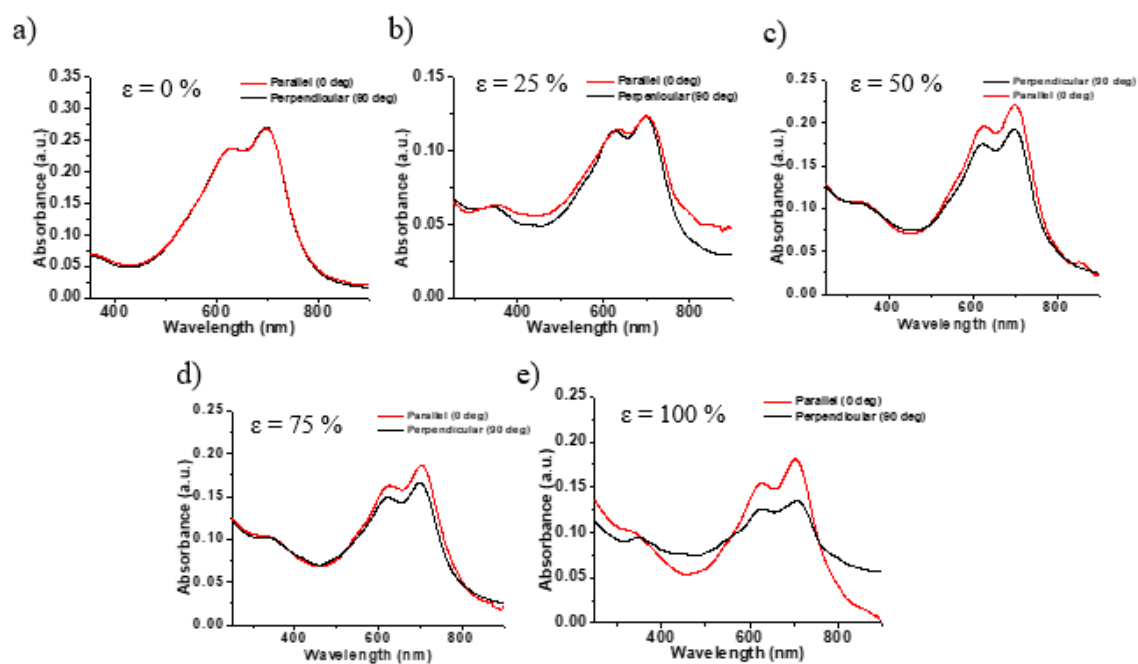 a)
ε = 0 %
Parallel (0 deg)
Perpendioular (90 deg)
0.35
0.30
0.25
0.20
0.15
0.10
0.05
0.00
Absorbance (a.u.)
400 600 800
Wavelength (nm)
b)
ε = 25 %
Parallel (0 deg)
Perpenioular (90 deg)
0.15
0.10
0.05
0.00
Absorbance (a.u.)
400 600 800
Wavelength (nm)
c)
ε = 50 %
Perpendicular (90 deg)
Parallel (0 deg)
0.25
0.20
0.15
0.10
0.05
0.00
Absorbance (a.u.)
400 600 800
Wavelength (nm)
d)
ε = 75 %
Parallel (0 deg)
Perpendicular (90 deg)
0.25
0.20
0.15
0.10
0.05
0.00
Absorbance (a.u.)
400 600 800
Wavelength (nm)
e)
ε = 100 %
Parallel (0 deg)
Perpendioular (90 deg)
0.25
0.20
0.15
0.10
0.05
0.00
Absorbance (a.u.)
400 600 800
Wavelength (nm)